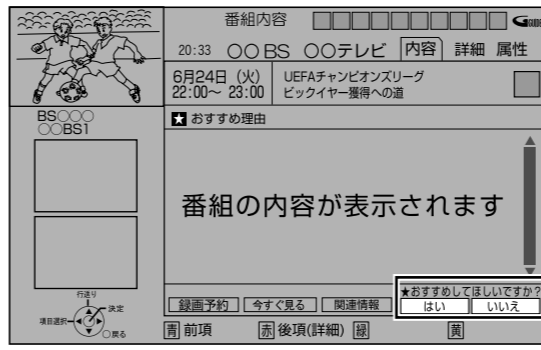 番組内容
GGUIDE
20:33 ○○BS ○○テレビ 内容 詳細 属性
6月24日(火) UEFAチャンピオンズリーグ
22:00～ 23:00 ビックイヤー獲得への道
BS○○○
○○BS1
★ おすすめ理由
番組の内容が表示されます
★おすすめしてほしいですか?
録画予約 今すぐ見る 関連情報 はい いいえ
行送り
決定
項目選択
戻る
青 前項 赤 後項(詳細) 緑 黄